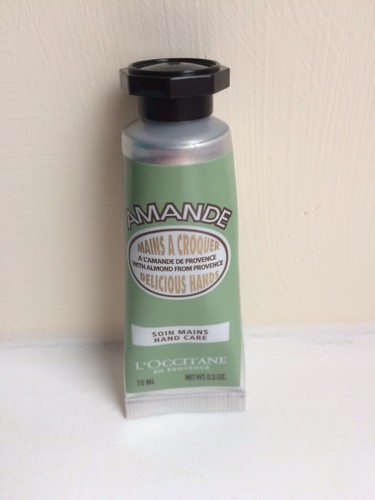 AMANDE
MAINS A CROQUER
A L'AMANDE DE PROVENCE
WITH ALMOND FROM PROVENCE
DELICIOUS HANDS
SOIN MAINS
HAND CARE
L'OCCITANE
EN PROVENCE
10 ML NET WT. 0.3 OZ.